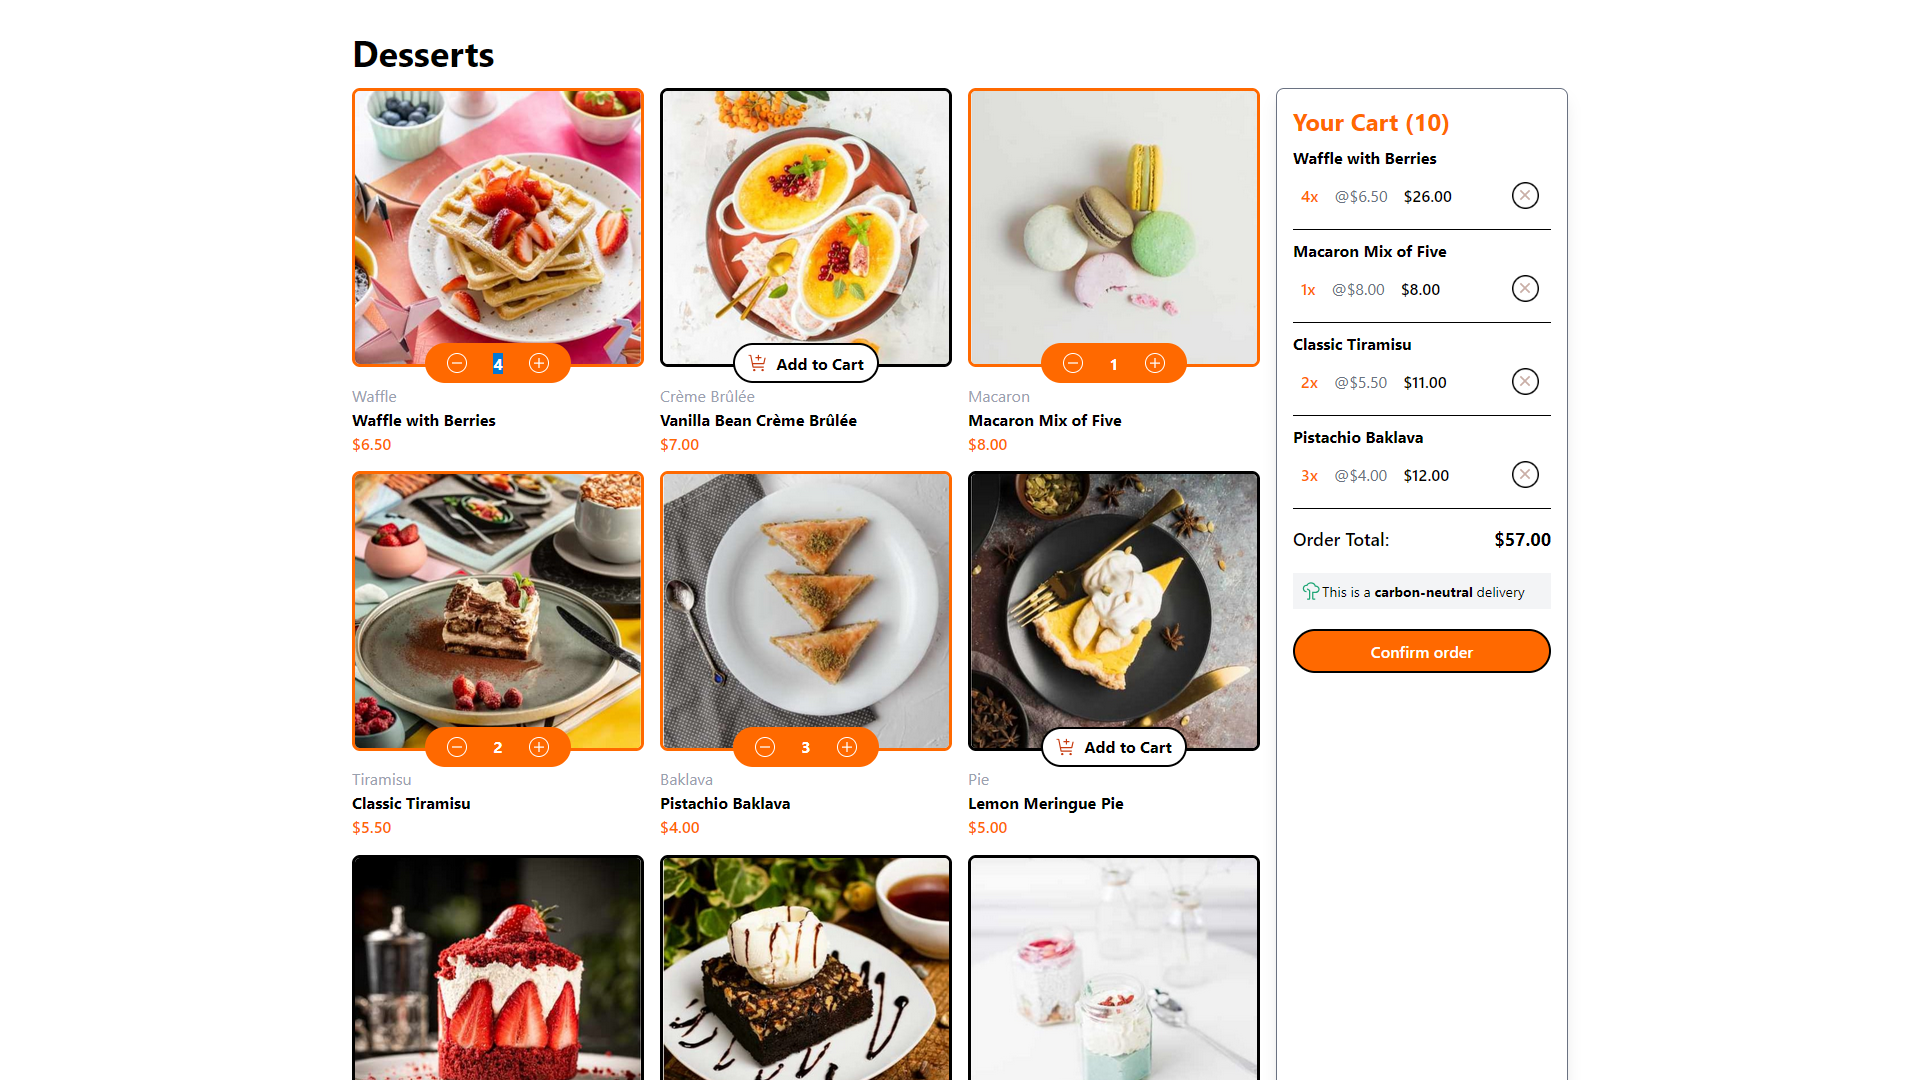 Desserts
4
Waffle
Waffle with Berries
$6.50
Add to Cart
Crème Brûlée
Vanilla Bean Crème Brûlée
$7.00
1
Macaron
Macaron Mix of Five
$8.00
2
Tiramisu
Classic Tiramisu
$5.50
3
Baklava
Pistachio Baklava
$4.00
Add to Cart
Pie
Lemon Meringue Pie
$5.00
Your Cart (10)
Waffle with Berries
4x @$6.50 $26.00
Macaron Mix of Five
1x @$8.00 $8.00
Classic Tiramisu
2x @$5.50 $11.00
Pistachio Baklava
3x @$4.00 $12.00
Order Total: $57.00
This is a carbon-neutral delivery
Confirm order